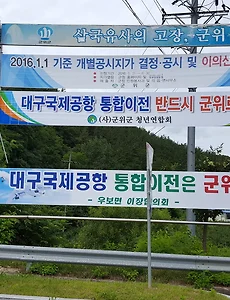 삼국유사의 고장, 군위
2016.1.1 기준 개별공시지가 결정·공시 및 이의신
대구국제공항 통합이전 반드시 군위로
(사)군위군 청년연합회
대구국제공항 통합이전은 군위
- 우보면 이장협의회 -